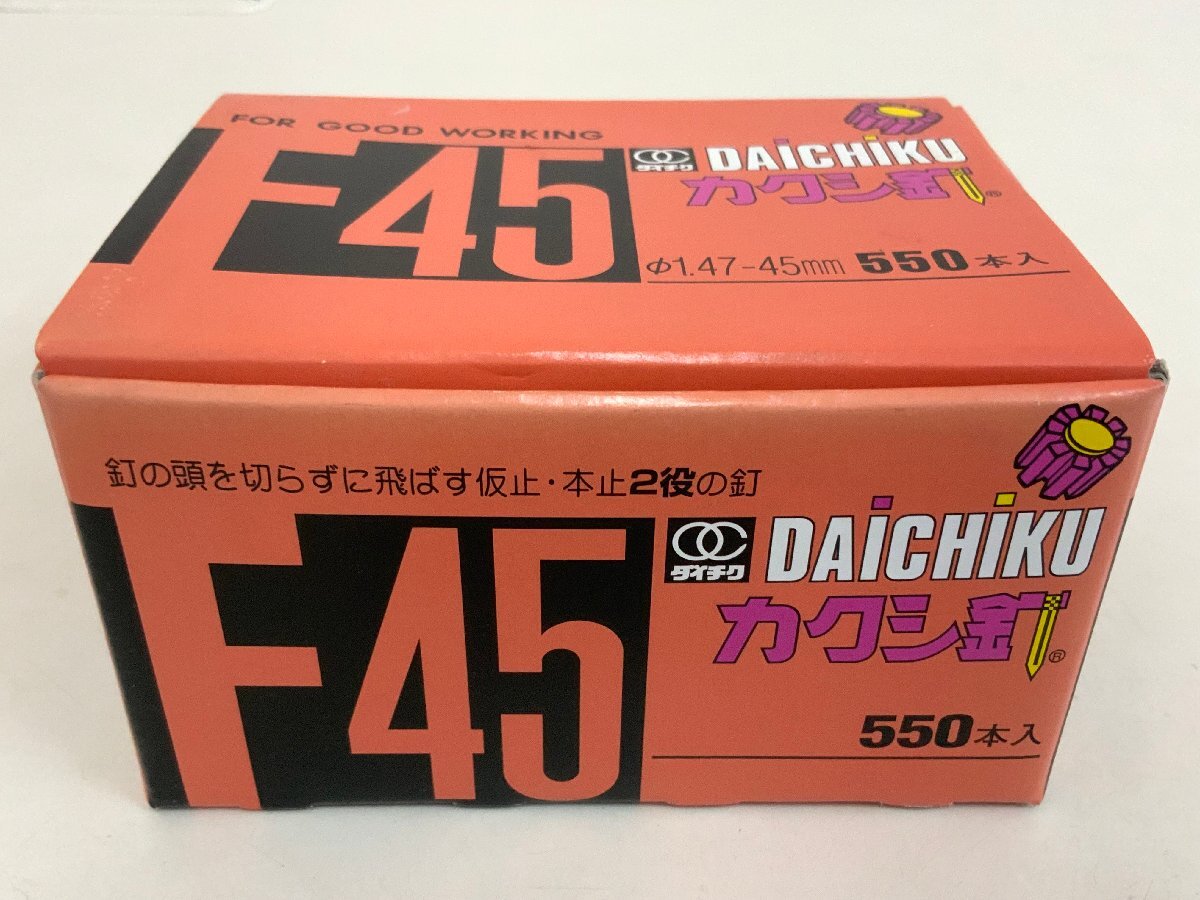 FOR GOOD WORKING
F45
ダイチク
DAiCHiKU
カクシ釘®
φ1.47-45mm 550本入
釘の頭を切らずに飛ばす仮止・本止2役の釘
F45
ダイチク
DAiCHiKU
カクシ釘®
550本入